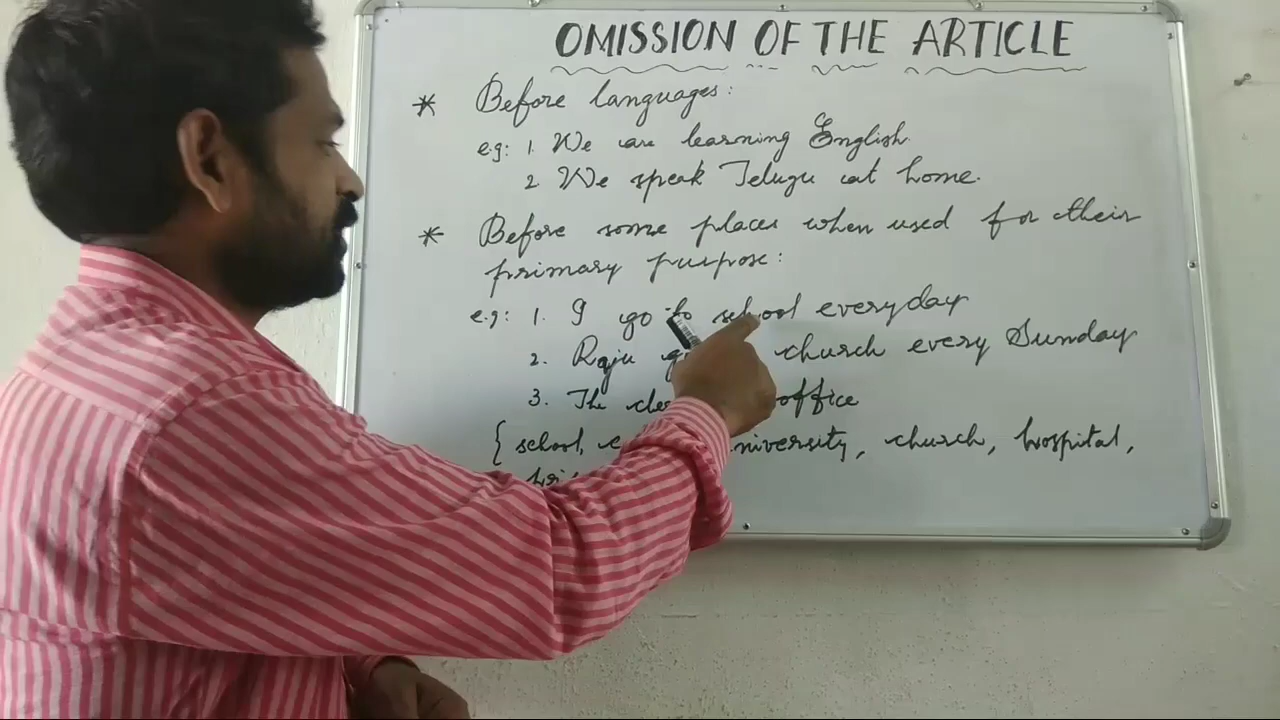 OMISSION OF THE ARTICLE
* Before languages:
e.g: 1. We are learning English.
2. We speak Telugu at home.
* Before some places when used for their
primary purpose:
e.g: 1. I go to school everyday
2. Raju church every Sunday
3. The office
{ school, church, hospital,